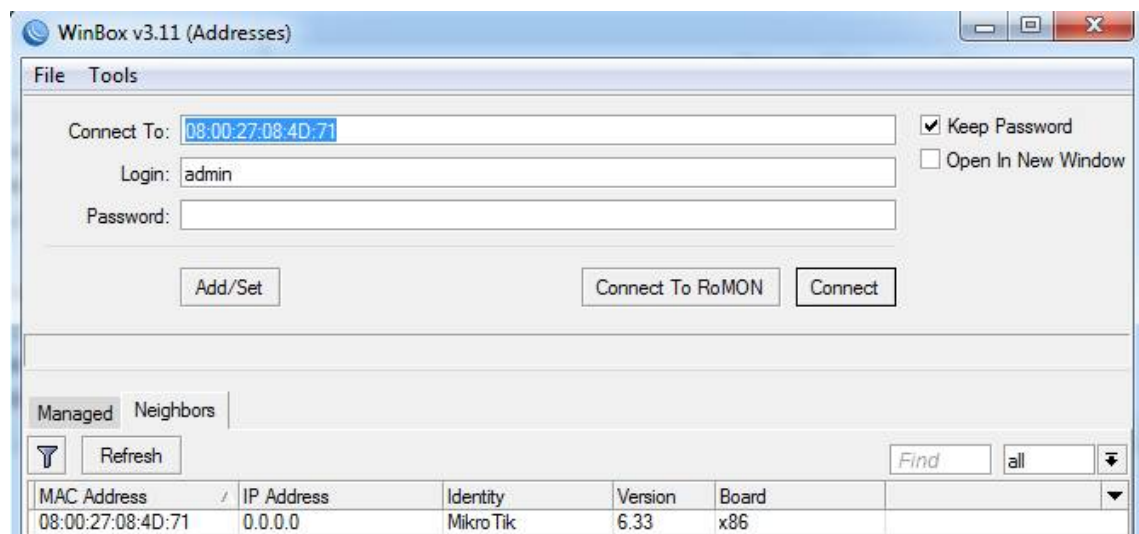 WinBox v3.11 (Addresses)
File Tools
Connect To: 08:00:27:08:4D:71
Keep Password
Login: admin
Open In New Window
Password:
Add/Set Connect To RoMON Connect
Managed Neighbors
Refresh Find all
MAC Address / IP Address Identity Version Board
08:00:27:08:4D:71 0.0.0.0 MikroTik 6.33 x86